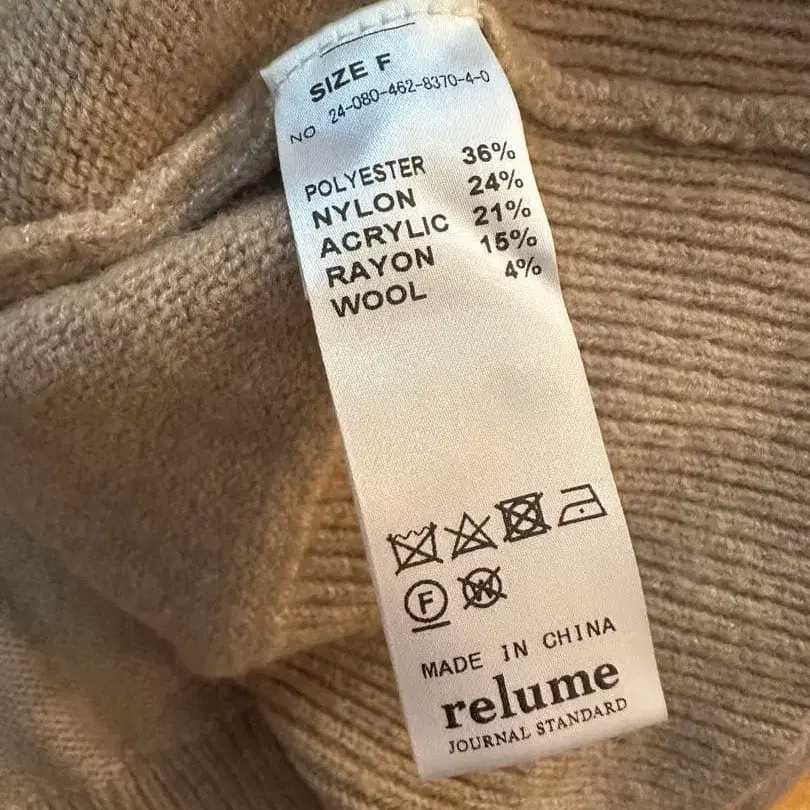 SIZE F
NO 24-080-462-8370-4-0
POLYESTER 36%
NYLON 24%
ACRYLIC 21%
RAYON 15%
WOOL 4%
F W
MADE IN CHINA
relume
JOURNAL STANDARD